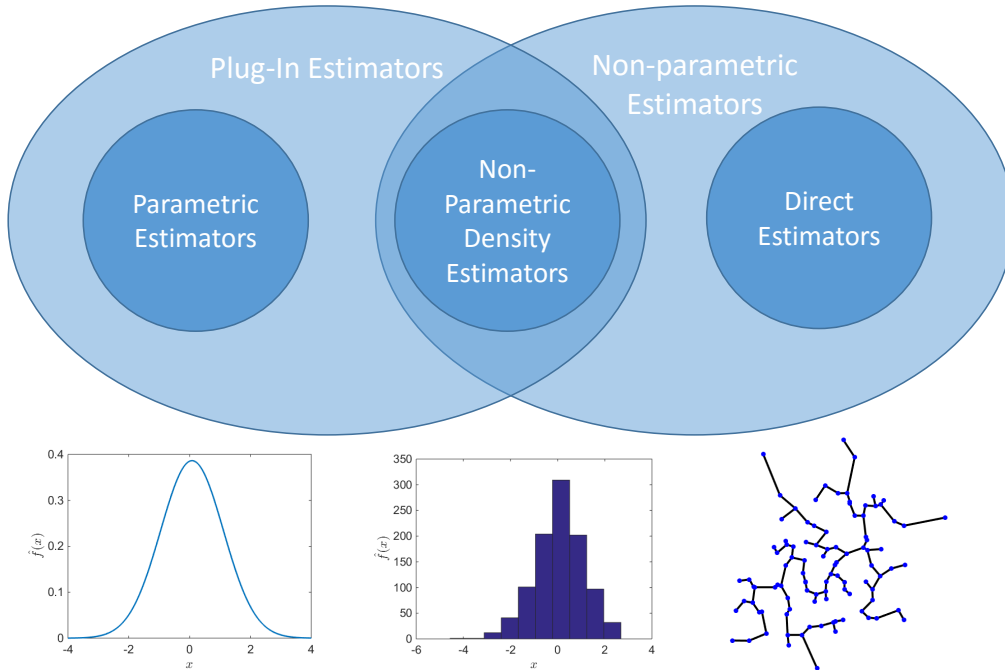 Plug-In Estimators
Non-parametric
Estimators
Parametric
Estimators
Non-
Parametric
Density
Estimators
Direct
Estimators
0.4
0.3
0.2
0.1
0
-4
-2
0
2
4
x
f̂(x)
350
300
250
200
150
100
50
0
-6
-4
-2
0
2
4
x
f̂(x)